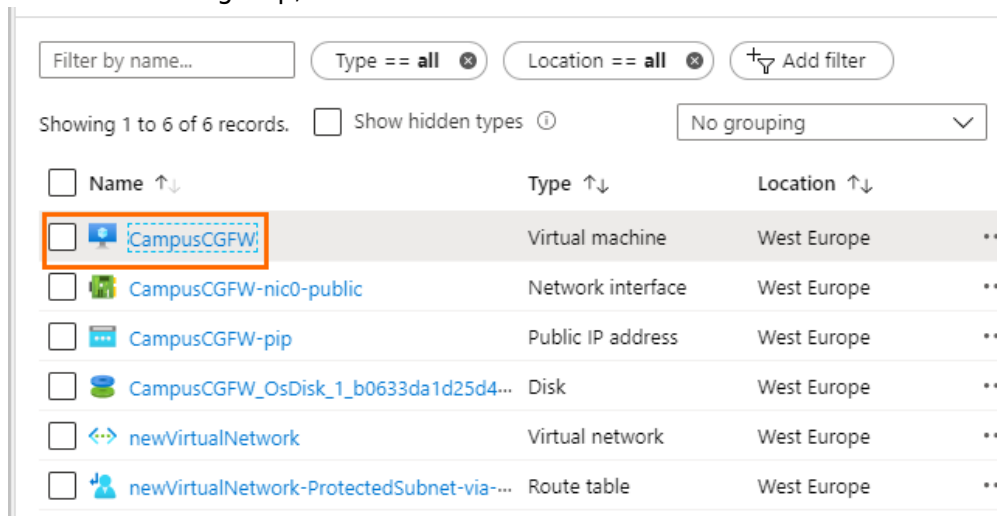 Filter by name... Type == all Location == all Add filter
Showing 1 to 6 of 6 records. Show hidden types No grouping
Name Type Location
CampusCGFW Virtual machine West Europe
CampusCGFW-nic0-public Network interface West Europe
CampusCGFW-pip Public IP address West Europe
CampusCGFW_OsDisk_1_b0633da1d25d4... Disk West Europe
newVirtualNetwork Virtual network West Europe
newVirtualNetwork-ProtectedSubnet-via-... Route table West Europe